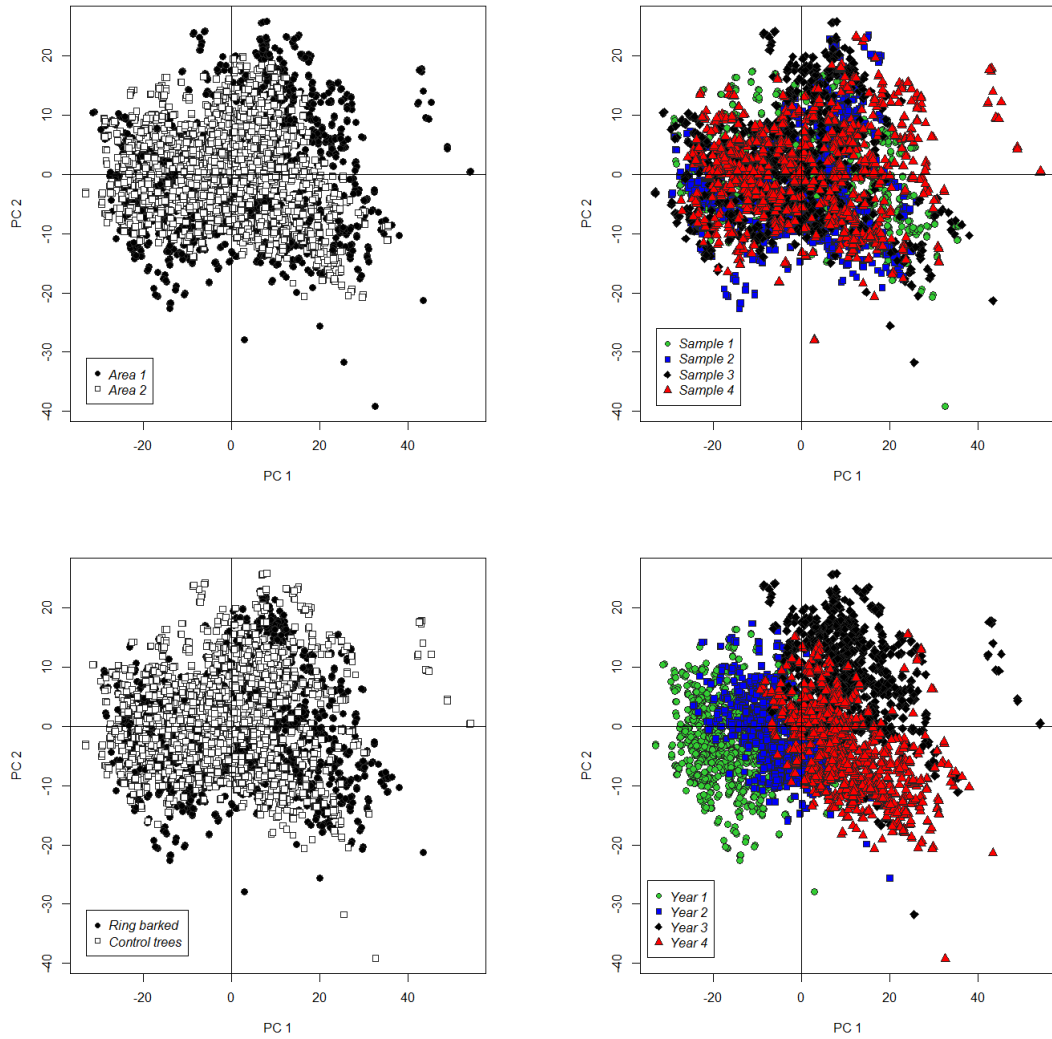 20
10
0
-10
-20
-30
-40
PC 2
-20 0 20 40
PC 1
Area 1
Area 2
20
10
0
-10
-20
-30
-40
PC 2
-20 0 20 40
PC 1
Sample 1
Sample 2
Sample 3
Sample 4
20
10
0
-10
-20
-30
-40
PC 2
-20 0 20 40
PC 1
Ring barked
Control trees
20
10
0
-10
-20
-30
-40
PC 2
-20 0 20 40
PC 1
Year 1
Year 2
Year 3
Year 4